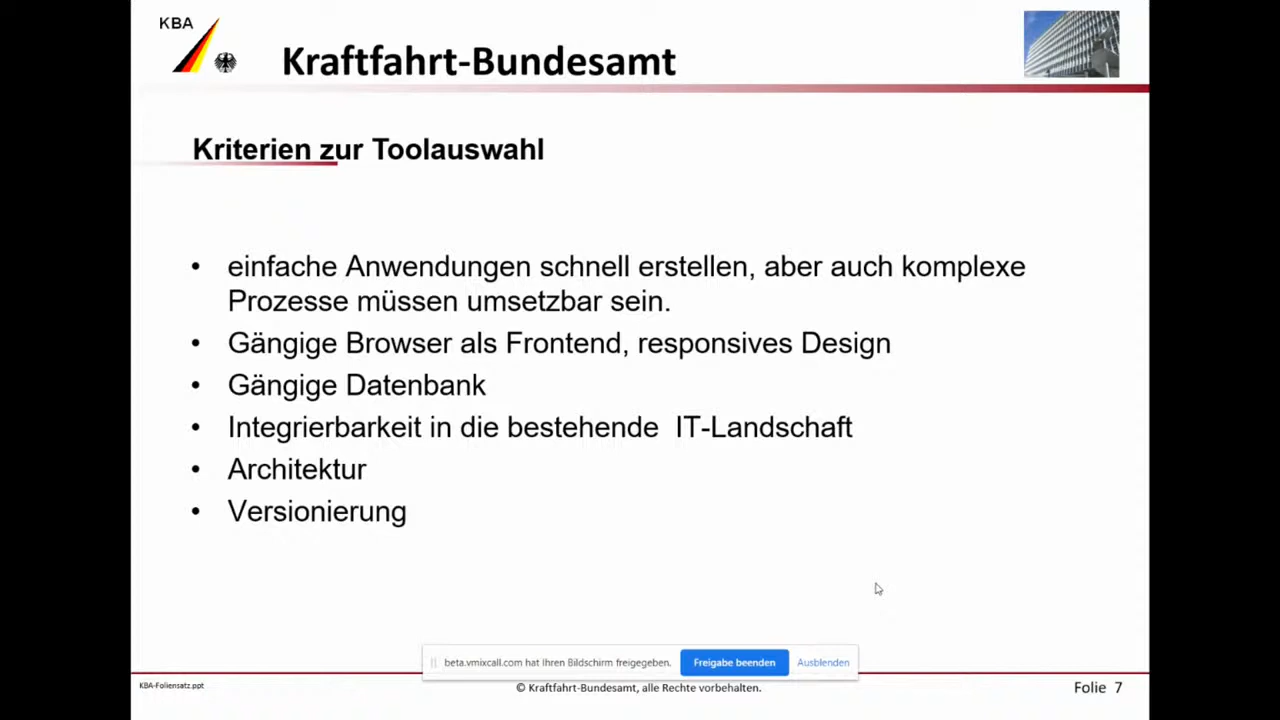 KBA
Kraftfahrt-Bundesamt
Kriterien zur Toolauswahl
• einfache Anwendungen schnell erstellen, aber auch komplexe
Prozesse müssen umsetzbar sein.
• Gängige Browser als Frontend, responsives Design
• Gängige Datenbank
• Integrierbarkeit in die bestehende IT-Landschaft
• Architektur
• Versionierung
beta.vmixcall.com hat Ihren Bildschirm freigegeben. Freigabe beenden Ausblenden
KBA-Foliensatz.ppt
© Kraftfahrt-Bundesamt, alle Rechte vorbehalten.
Folie 7